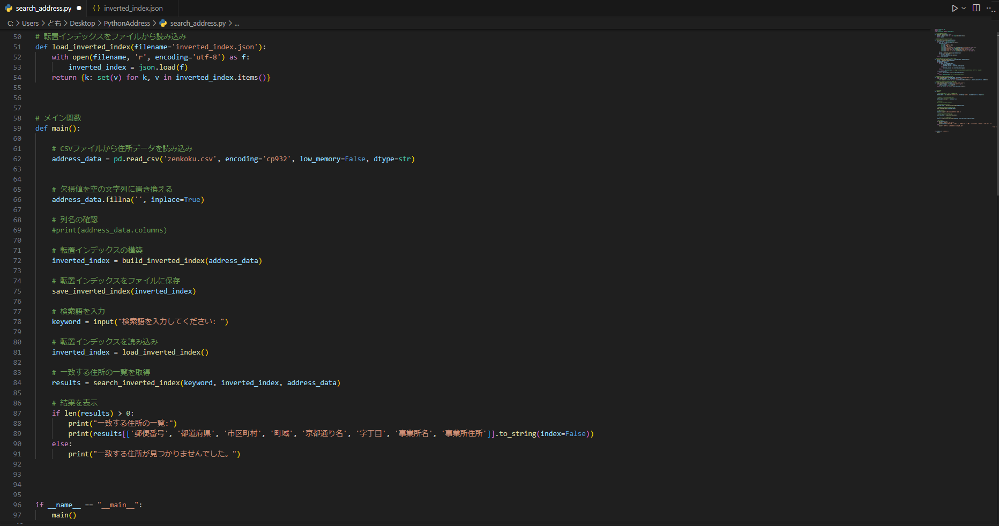 search_address.py ● {} inverted_index.json
C: > Users > とも > Desktop > PythonAddress > search_address.py > ...
50 # 転置インデックスをファイルから読み込み
51 def load_inverted_index(filename='inverted_index.json'):
52     with open(filename, 'r', encoding='utf-8') as f:
53         inverted_index = json.load(f)
54     return {k: set(v) for k, v in inverted_index.items()}
55
56
57
58 # メイン関数
59 def main():
60
61     # CSVファイルから住所データを読み込み
62     address_data = pd.read_csv('zenkoku.csv', encoding='cp932', low_memory=False, dtype=str)
63
64
65     # 欠損値を空の文字列に置き換える
66     address_data.fillna('', inplace=True)
67
68     # 列名の確認
69     #print(address_data.columns)
70
71     # 転置インデックスの構築
72     inverted_index = build_inverted_index(address_data)
73
74     # 転置インデックスをファイルに保存
75     save_inverted_index(inverted_index)
76
77     # 検索語を入力
78     keyword = input("検索語を入力してください: ")
79
80     # 転置インデックスを読み込み
81     inverted_index = load_inverted_index()
82
83     # 一致する住所の一覧を取得
84     results = search_inverted_index(keyword, inverted_index, address_data)
85
86     # 結果を表示
87     if len(results) > 0:
88         print("一致する住所の一覧:")
89         print(results[['郵便番号', '都道府県', '市区町村', '町域', '京都通り名', '字丁目', '事業所名', '事業所住所']].to_string(index=False))
90     else:
91         print("一致する住所が見つかりませんでした。")
92
93
94
95
96 if __name__ == "__main__":
97     main()